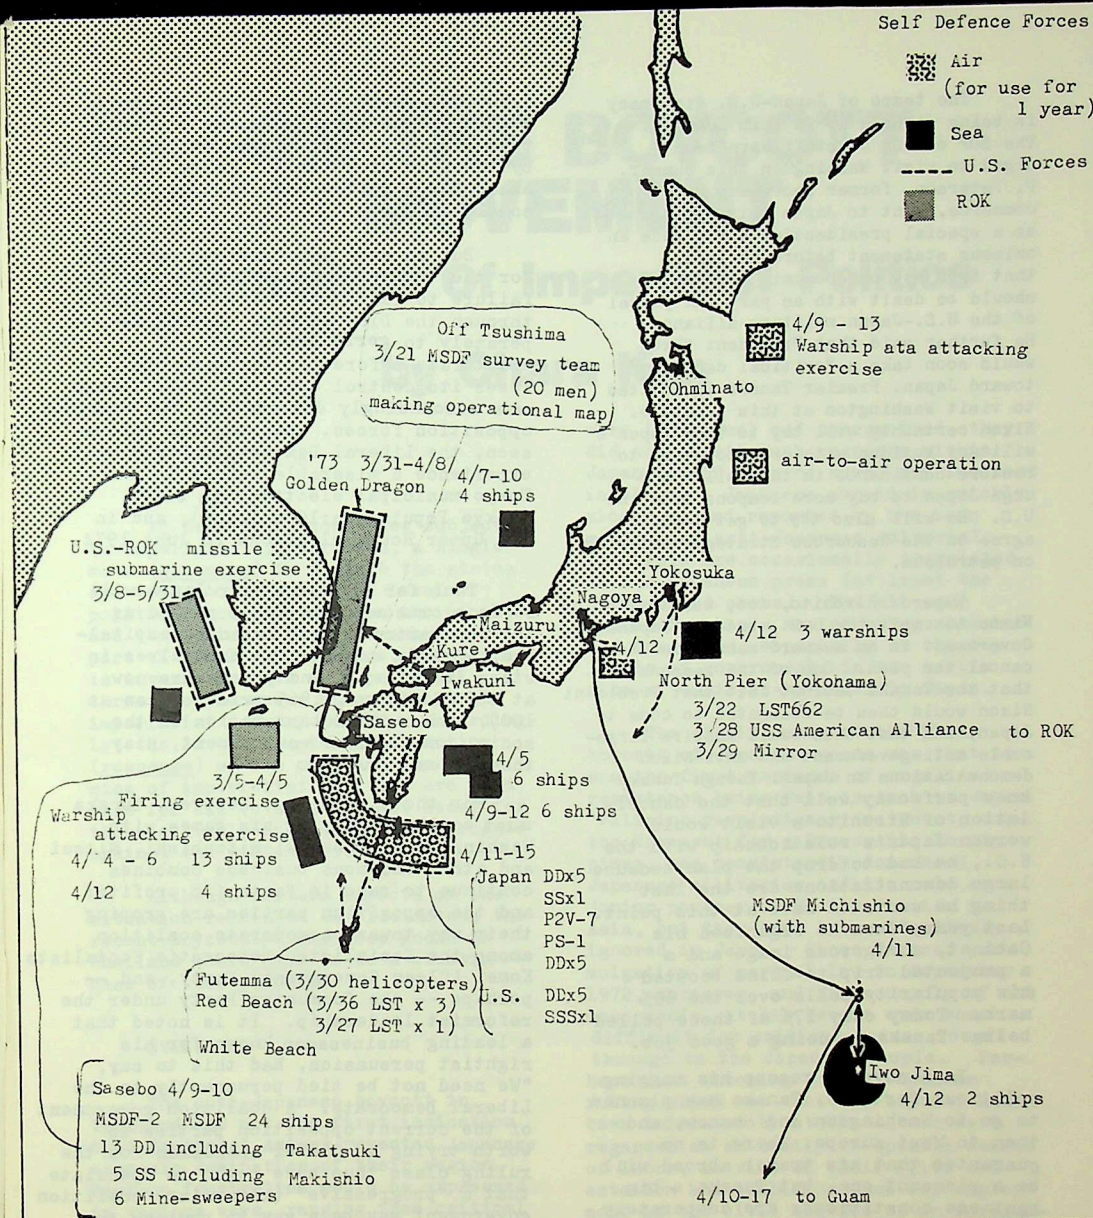 Self Defence Forces
Air
(for use for
1 year)
Sea
U.S. Forces
ROK
Off Tsushima
3/21 MSDF survey team
(20 men)
making operational map
4/9 - 13
Warship ata attacking
exercise
Ohminato
air-to-air operation
'73 3/31-4/8
Golden Dragon
4/7-10
4 ships
U.S.-ROK missile
submarine exercise
3/8-5/31
Yokosuka
Nagoya
Maizuru
Kure
Iwakuni
Sasebo
4/12
4/12 3 warships
North Pier (Yokohama)
3/22 LST662
3/28 USS American Alliance to ROK
3/29 Mirror
3/5-4/5
Firing exercise
4/5
6 ships
4/9-12 6 ships
Warship
attacking exercise
4/ 4 - 6 13 ships
4/12 4 ships
4/11-15
Japan DDx5
SSx1
P2V-7
PS-1
DDx5
U.S. DDx5
SSSx1
MSDF Michishio
(with submarines)
4/11
Futemma (3/30 helicopters)
Red Beach (3/36 LST x 3)
3/27 LST x 1)
White Beach
Iwo Jima
4/12 2 ships
Sasebo 4/9-10
MSDF-2 MSDF 24 ships
13 DD including Takatsuki
5 SS including Makishio
6 Mine-sweepers
4/10-17 to Guam